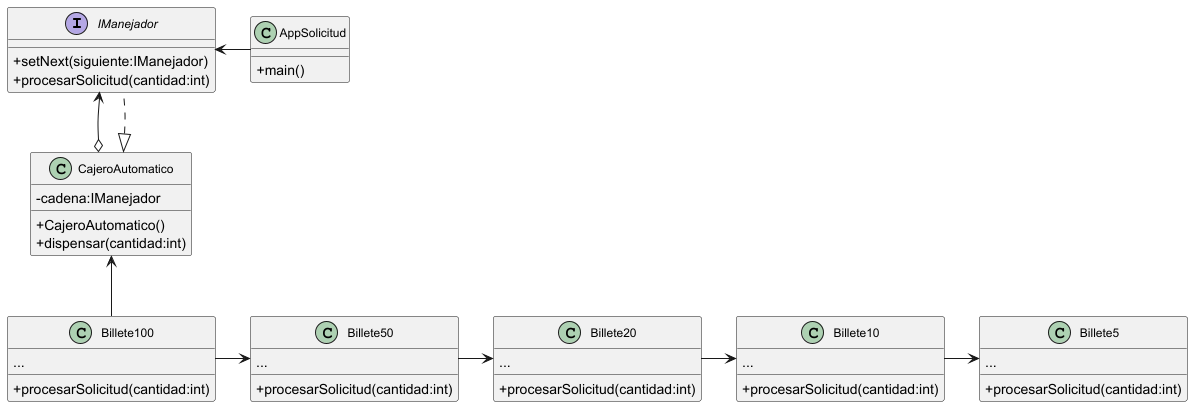 I IManejador
+setNext(siguiente:IManejador)
+procesarSolicitud(cantidad:int)
C AppSolicitud
+main()
C CajeroAutomatico
-cadena:IManejador
+CajeroAutomatico()
+dispensar(cantidad:int)
C Billete100
...
+procesarSolicitud(cantidad:int)
C Billete50
...
+procesarSolicitud(cantidad:int)
C Billete20
...
+procesarSolicitud(cantidad:int)
C Billete10
...
+procesarSolicitud(cantidad:int)
C Billete5
...
+procesarSolicitud(cantidad:int)